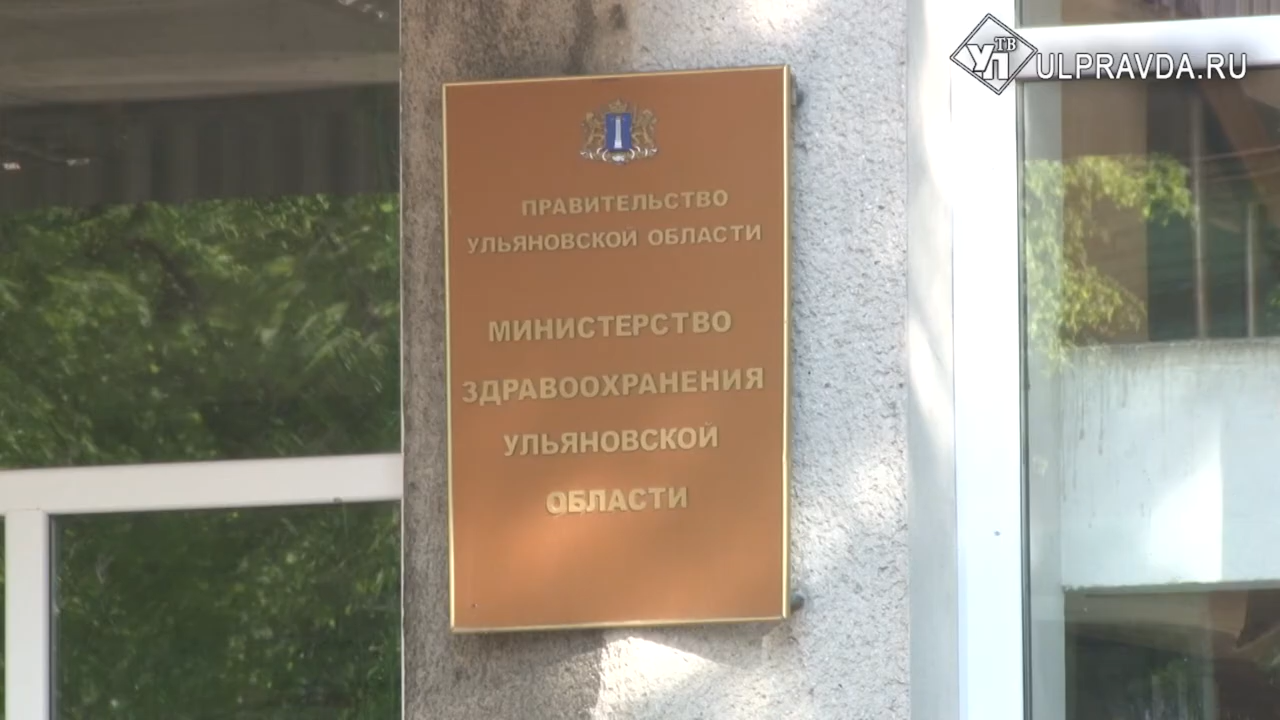 УП ТВ ULPRAVDA.RU
ПРАВИТЕЛЬСТВО
УЛЬЯНОВСКОЙ ОБЛАСТИ
МИНИСТЕРСТВО
ЗДРАВООХРАНЕНИЯ
УЛЬЯНОВСКОЙ
ОБЛАСТИ